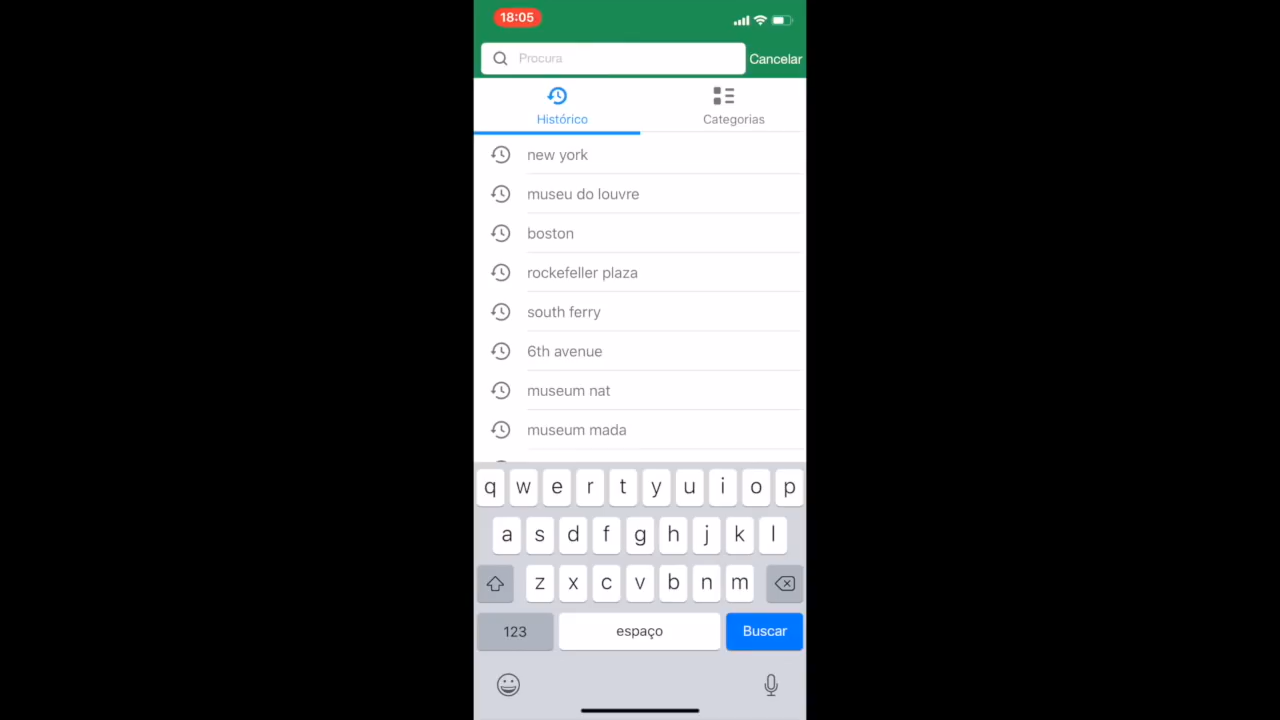 18:05
Procura
Cancelar
Histórico
Categorias
new york
museu do louvre
boston
rockefeller plaza
south ferry
6th avenue
museum nat
museum mada
q w e r t y u i o p
a s d f g h j k l
z x c v b n m
123 espaço Buscar